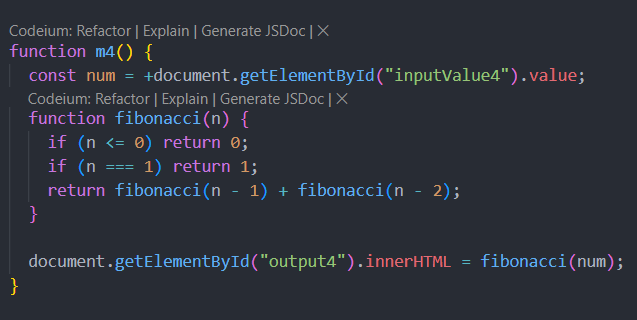 Codeium: Refactor | Explain | Generate JSDoc | ×
function m4() {
  const num = +document.getElementById("inputValue4").value;
  Codeium: Refactor | Explain | Generate JSDoc | ×
  function fibonacci(n) {
    if (n <= 0) return 0;
    if (n === 1) return 1;
    return fibonacci(n - 1) + fibonacci(n - 2);
  }

  document.getElementById("output4").innerHTML = fibonacci(num);
}